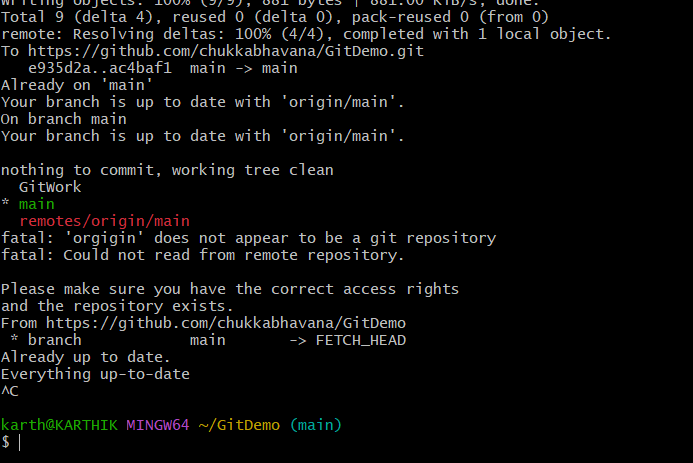 Writing objects: 100% (9/9), 881 bytes | 881.00 KiB/s, done.
Total 9 (delta 4), reused 0 (delta 0), pack-reused 0 (from 0)
remote: Resolving deltas: 100% (4/4), completed with 1 local object.
To https://github.com/chukkabhavana/GitDemo.git
   e935d2a..ac4baf1  main -> main
Already on 'main'
Your branch is up to date with 'origin/main'.
On branch main
Your branch is up to date with 'origin/main'.

nothing to commit, working tree clean
  GitWork
* main
  remotes/origin/main
fatal: 'orgigin' does not appear to be a git repository
fatal: Could not read from remote repository.

Please make sure you have the correct access rights
and the repository exists.
From https://github.com/chukkabhavana/GitDemo
 * branch            main       -> FETCH_HEAD
Already up to date.
Everything up-to-date
^C

karth@KARTHIK MINGW64 ~/GitDemo (main)
$